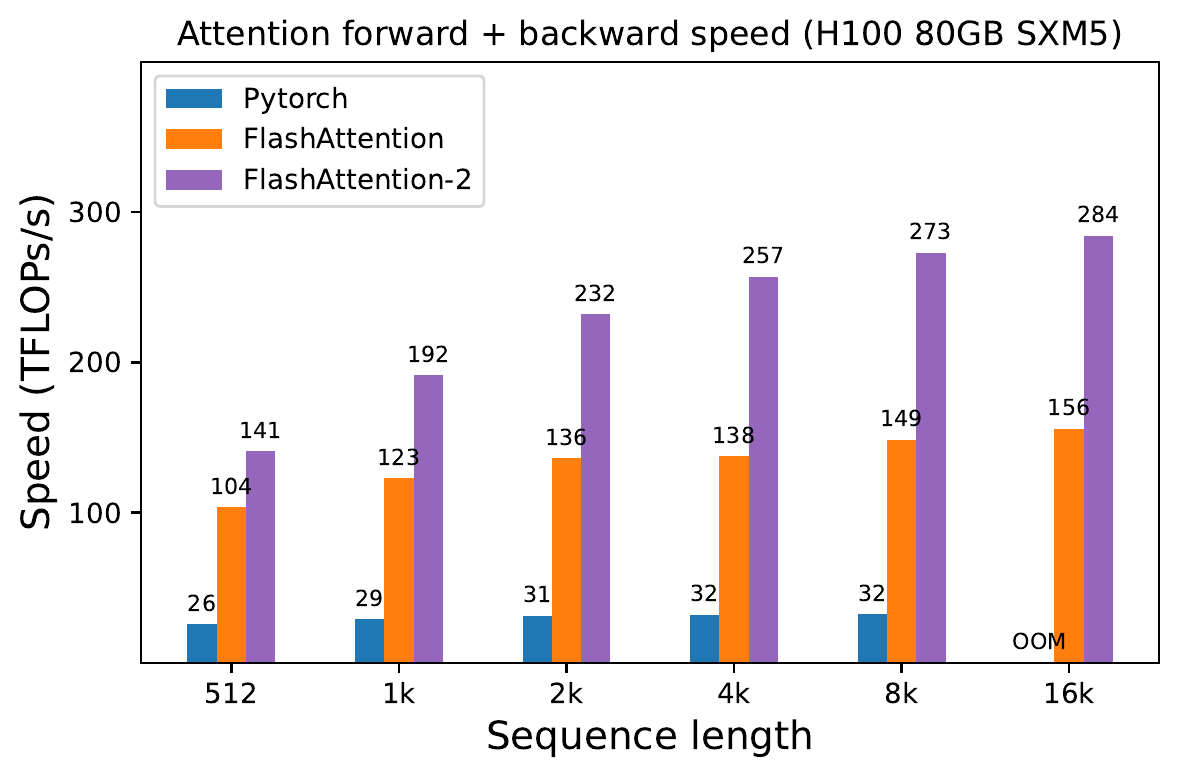 Attention forward + backward speed (H100 80GB SXM5)
Pytorch
FlashAttention
FlashAttention-2
Speed (TFLOPs/s)
300
200
100
26 104 141
29 123 192
31 136 232
32 138 257
32 149 273
OOM 156 284
512 1k 2k 4k 8k 16k
Sequence length